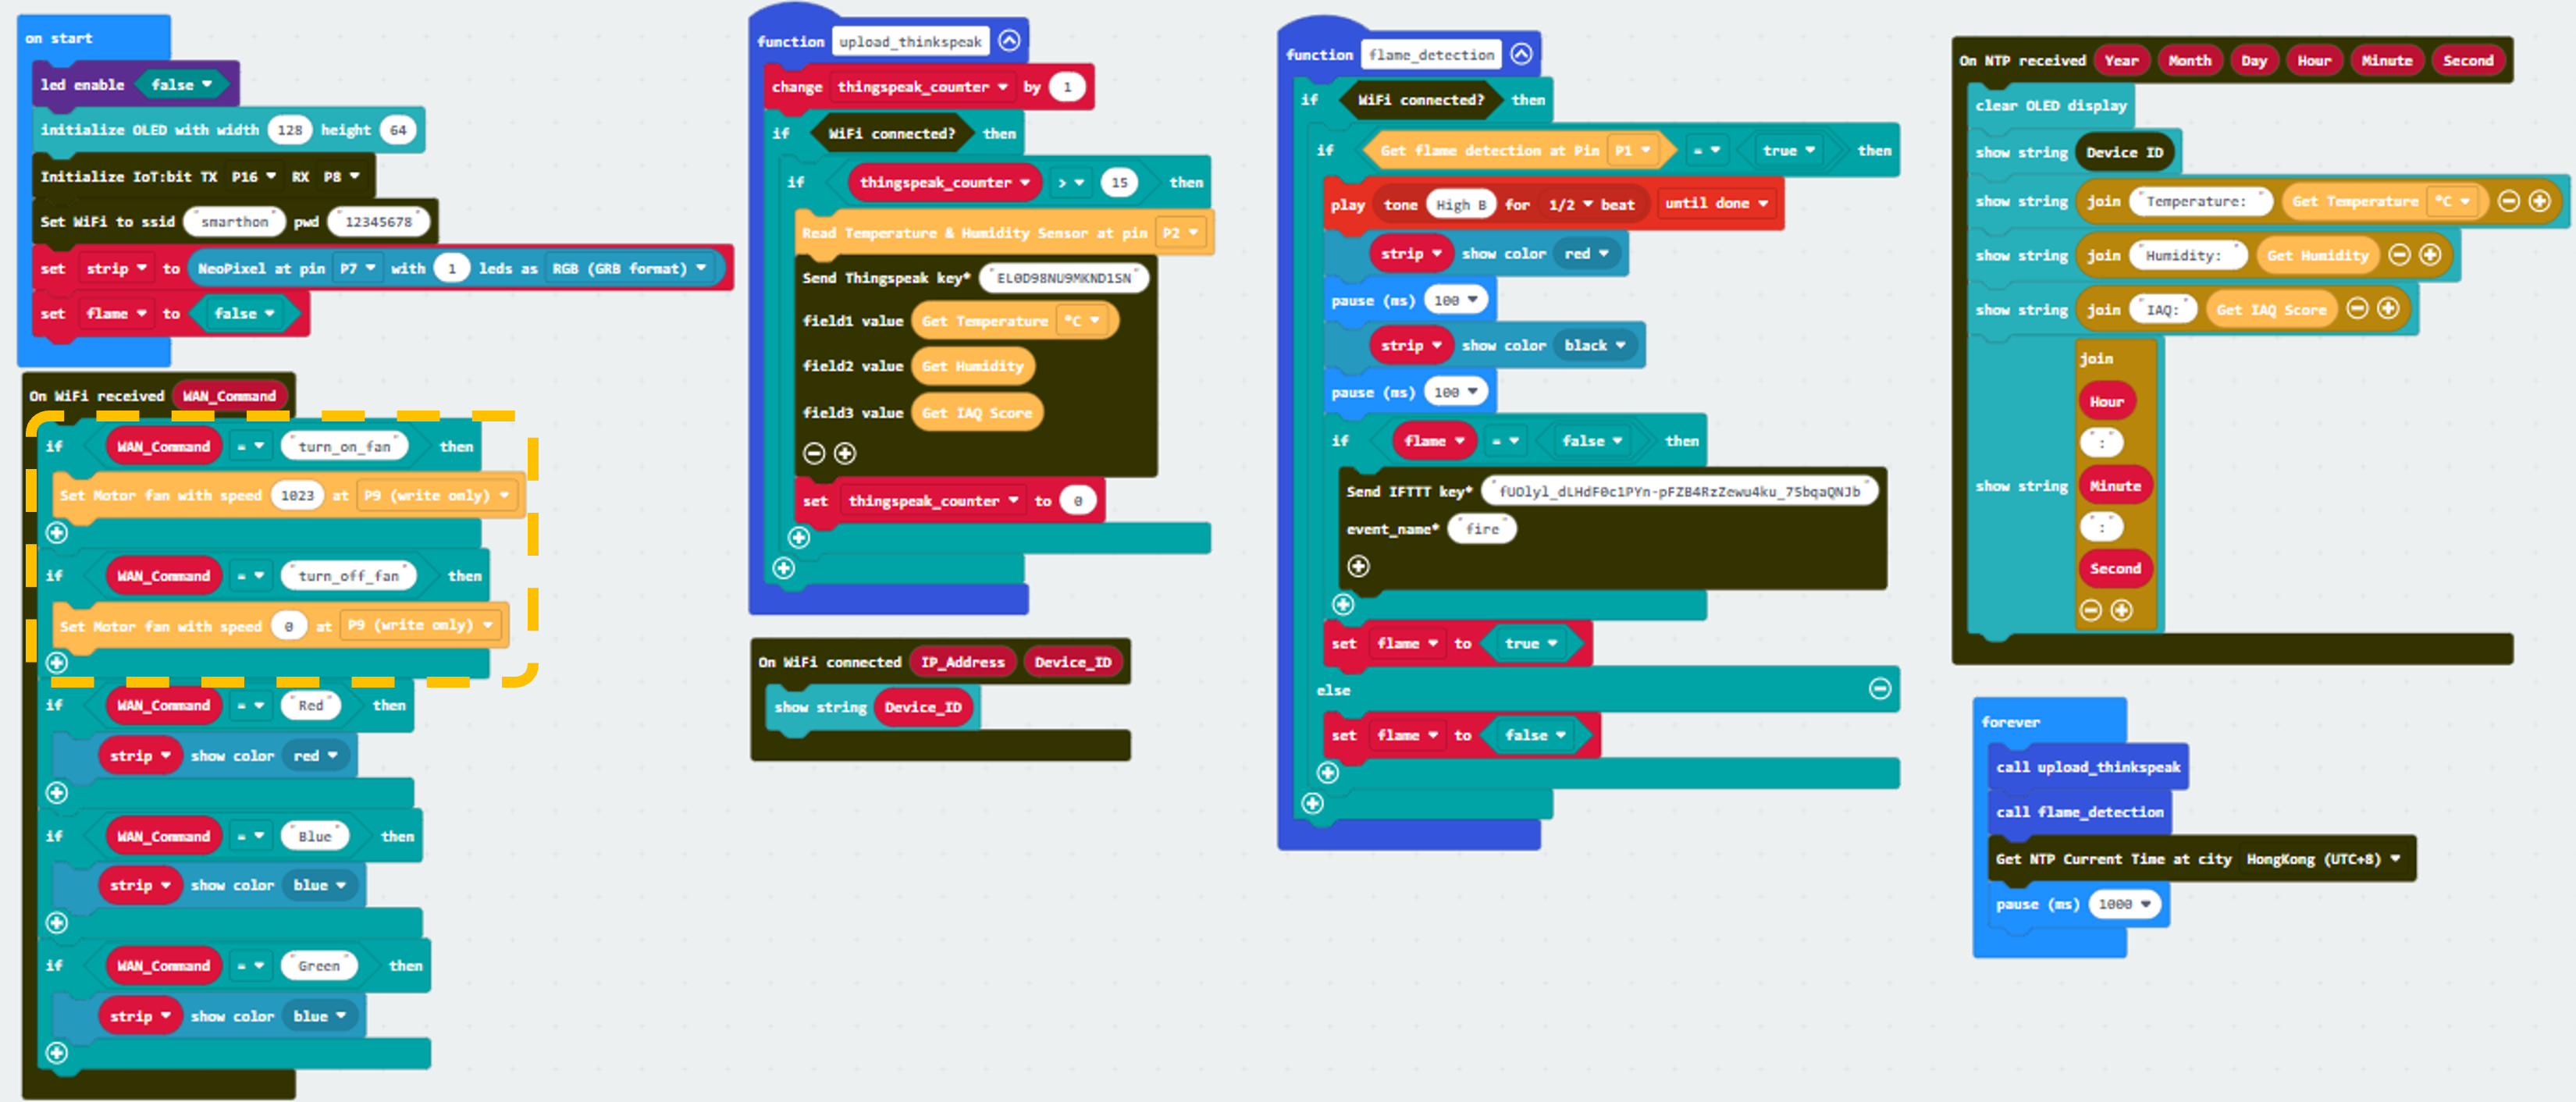 on start
led enable false
initialize OLED with width 128 height 64
Initialize IoT:bit TX P16 RX P8
Set WiFi to ssid "smarthon" pwd "12345678"
set strip to NeoPixel at pin P7 with 1 leds as RGB (GRB format)
set flame to false
On WiFi received WAN_Command
if WAN_Command = "turn_on_fan" then
Set Motor fan with speed 1023 at P9 (write only)
if WAN_Command = "turn_off_fan" then
Set Motor fan with speed 0 at P9 (write only)
if WAN_Command = "Red" then
strip show color red
if WAN_Command = "Blue" then
strip show color blue
if WAN_Command = "Green" then
strip show color blue
function upload_thinkspeak
change thingspeak_counter by 1
if WiFi connected? then
if thingspeak_counter > 15 then
Read Temperature & Humidity Sensor at pin P2
Send Thingspeak key* "EL0D98NU9MKND1SN"
field1 value Get Temperature °C
field2 value Get Humidity
field3 value Get IAQ Score
set thingspeak_counter to 0
On WiFi connected IP_Address Device_ID
show string Device_ID
function flame_detection
if WiFi connected? then
if Get flame detection at Pin P1 = true then
play tone High B for 1/2 beat until done
strip show color red
pause (ms) 100
strip show color black
pause (ms) 100
if flame = false then
Send IFTTT key* "fUOlyl_dLHdF0c1PYn-pFZB4RzZewu4ku_75bqaQNJb"
event_name* "fire"
set flame to true
else
set flame to false
On NTP received Year Month Day Hour Minute Second
clear OLED display
show string Device ID
show string join "Temperature: " Get Temperature °C
show string join "Humidity: " Get Humidity
show string join "IAQ: " Get IAQ Score
show string join Hour ":" Minute ":" Second
forever
call upload_thinkspeak
call flame_detection
Get NTP Current Time at city HongKong (UTC+8)
pause (ms) 1000